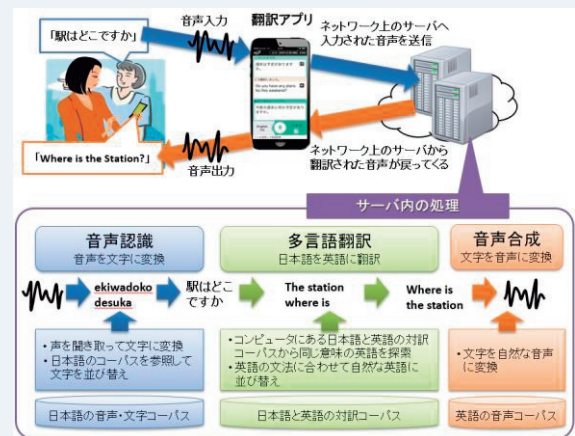 「駅はどこですか」
音声入力
翻訳アプリ
ネットワーク上のサーバへ
入力された音声を送信
「Where is the Station?」
音声出力
ネットワーク上のサーバから
翻訳された音声が戻ってくる
サーバ内の処理
音声認識
音声を文字に変換
多言語翻訳
日本語を英語に翻訳
音声合成
文字を音声に変換
ekiwadoko
desuka
駅はどこ
ですか
The station
where is
Where is
the station
・声を聞き取って文字に変換
・日本語のコーパスを参照して
文字を並び替え
・コンピュータにある日本語と英語の対訳
コーパスから同じ意味の英語を探索
・英語の文法に合わせて自然な英語に
並び替え
・文字を自然な音声
に変換
日本語の音声・文字コーパス
日本語と英語の対訳コーパス
英語の音声コーパス